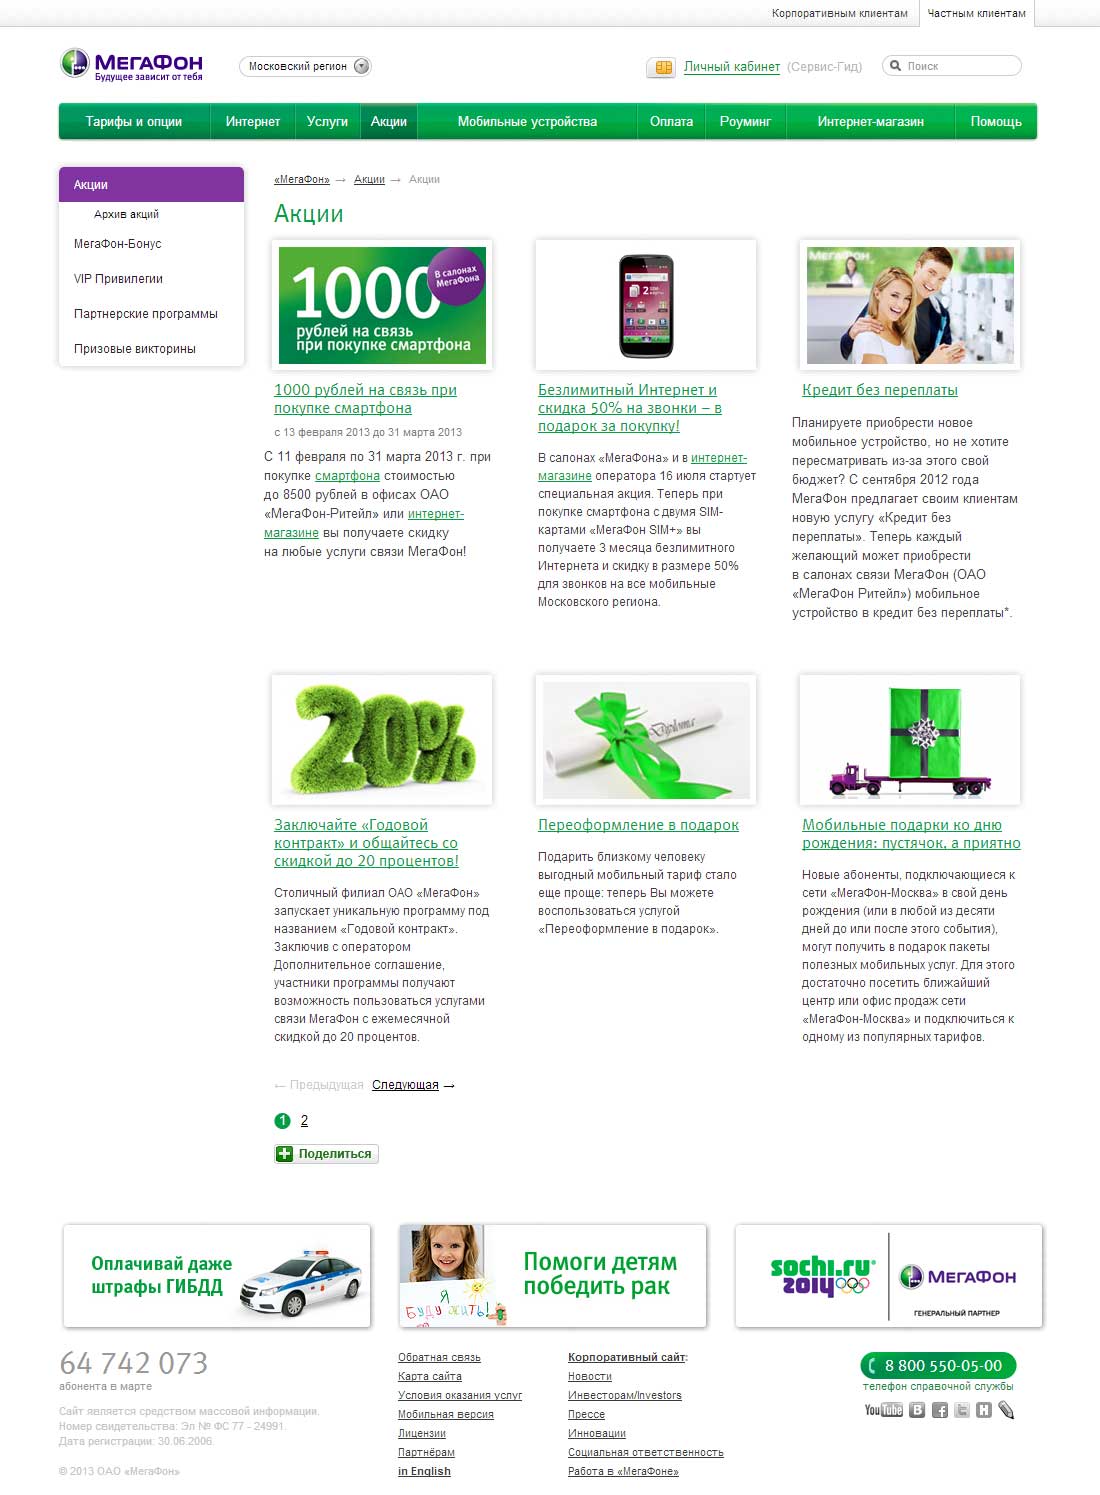 Корпоративным клиентам
Частным клиентам
МегаФон
Будущее зависит от тебя
Московский регион
Личный кабинет (Сервис-Гид)
Поиск
Тарифы и опции
Интернет
Услуги
Акции
Мобильные устройства
Оплата
Роуминг
Интернет-магазин
Помощь
Акции
Архив акций
МегаФон-Бонус
VIP Привилегии
Партнерские программы
Призовые викторины
«МегаФон» → Акции → Акции
Акции
1000
В салонах
МегаФона
рублей на связь
при покупке смартфона
1000 рублей на связь при
покупке смартфона
с 13 февраля 2013 до 31 марта 2013
С 11 февраля по 31 марта 2013 г. при
покупке смартфона стоимостью
до 8500 рублей в офисах ОАО
«МегаФон-Ритейл» или интернет-
магазине вы получаете скидку
на любые услуги связи МегаФон!
Безлимитный Интернет и
скидка 50% на звонки – в
подарок за покупку!
В салонах «МегаФона» и в интернет-
магазине оператора 16 июля стартует
специальная акция. Теперь при
покупке смартфона с двумя SIM-
картами «МегаФон SIM+» вы
получаете 3 месяца безлимитного
Интернета и скидку в размере 50%
для звонков на все мобильные
Московского региона.
МЕГАФОН
Кредит без переплаты
Планируете приобрести новое
мобильное устройство, но не хотите
пересматривать из-за этого свой
бюджет? С сентября 2012 года
МегаФон предлагает своим клиентам
новую услугу «Кредит без
переплаты». Теперь каждый
желающий может приобрести
в салонах связи МегаФон (ОАО
«МегаФон Ритейл») мобильное
устройство в кредит без переплаты*.
20%
Заключайте «Годовой
контракт» и общайтесь со
скидкой до 20 процентов!
Столичный филиал ОАО «МегаФон»
запускает уникальную программу под
названием «Годовой контракт».
Заключив с оператором
Дополнительное соглашение,
участники программы получают
возможность пользоваться услугами
связи МегаФон с ежемесячной
скидкой до 20 процентов.
Diploma
Переоформление в подарок
Подарить близкому человеку
выгодный мобильный тариф стало
еще проще: теперь Вы можете
воспользоваться услугой
«Переоформление в подарок».
Мобильные подарки ко дню
рождения: пустячок, а приятно
Новые абоненты, подключающиеся к
сети «МегаФон-Москва» в свой день
рождения (или в любой из десяти
дней до или после этого события),
могут получить в подарок пакеты
полезных мобильных услуг. Для этого
достаточно посетить ближайший
центр или офис продаж сети
«МегаФон-Москва» и подключиться к
одному из популярных тарифов.
← Предыдущая Следующая →
1 2
Поделиться
Оплачивай даже
штрафы ГИБДД
Я
БУДУ ЖИТЬ!
Помоги детям
победить рак
sochi.ru
2014
МЕГАФОН
ГЕНЕРАЛЬНЫЙ ПАРТНЕР
64 742 073
абонента в марте
Сайт является средством массовой информации.
Номер свидетельства: Эл № ФС 77 - 24991.
Дата регистрации: 30.06.2006
© 2013 ОАО «МегаФон»
Обратная связь
Карта сайта
Условия оказания услуг
Мобильная версия
Лицензии
Партнёрам
in English
Корпоративный сайт:
Новости
Инвесторам/Investors
Прессе
Инновации
Социальная ответственность
Работа в «МегаФоне»
8 800 550-05-00
телефон справочной службы
You Tube